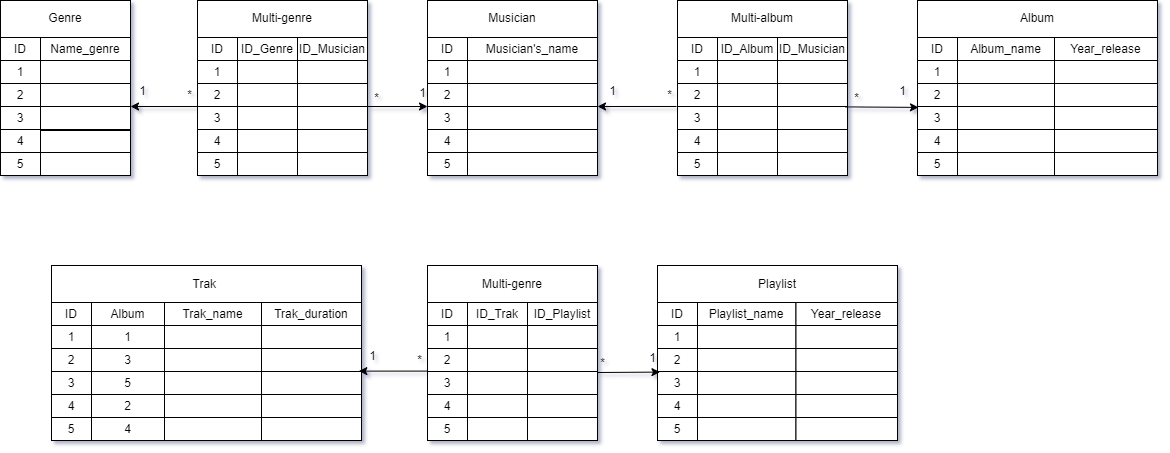 Genre Multi-genre Musician Multi-album Album
ID Name_genre ID ID_Genre ID_Musician ID Musician's_name ID ID_Album ID_Musician ID Album_name Year_release
1 1 1 1 1
2 2 2 2 2
1 * * 1 1 * * 1
3 3 3 3 3
4 4 4 4 4
5 5 5 5 5
Trak Multi-genre Playlist
ID Album Trak_name Trak_duration ID ID_Trak ID_Playlist ID Playlist_name Year_release
1 1 1 1
2 3 2 2
1 * * 1
3 5 3 3
4 2 4 4
5 4 5 5